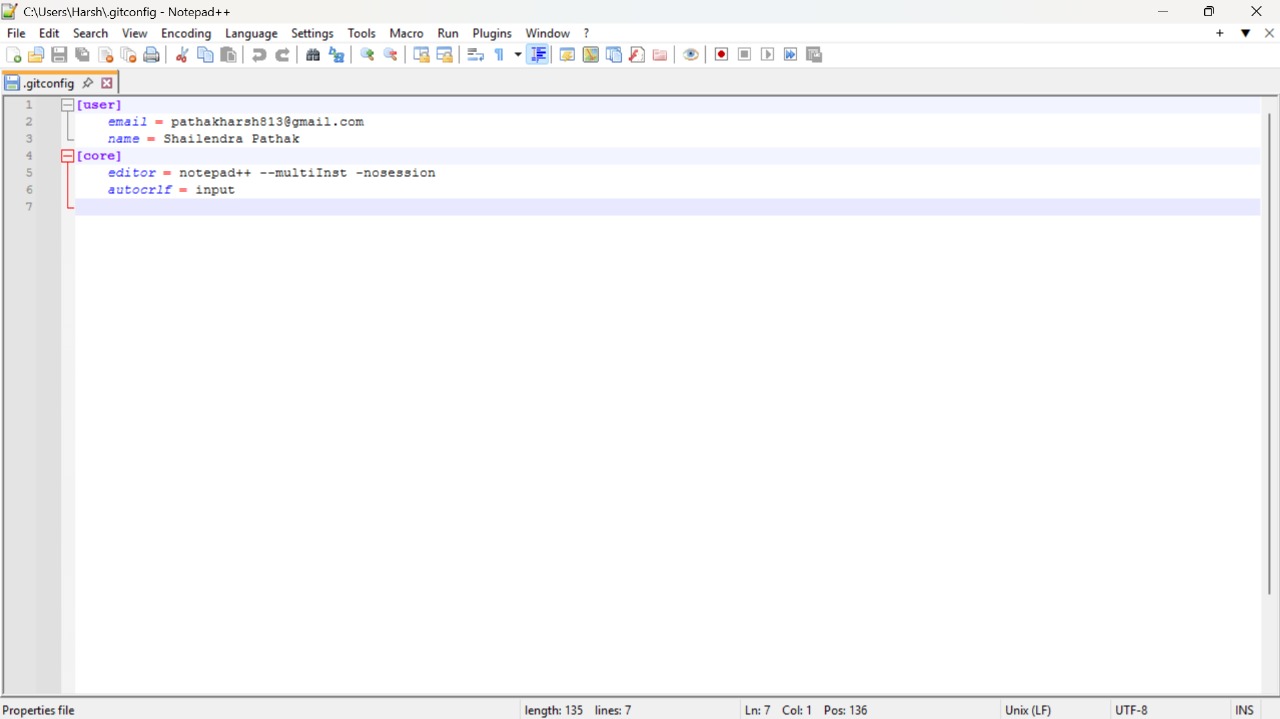 C:\Users\Harsh\.gitconfig - Notepad++
File Edit Search View Encoding Language Settings Tools Macro Run Plugins Window ?
.gitconfig
1 [user]
2 email = pathakharsh813@gmail.com
3 name = Shailendra Pathak
4 [core]
5 editor = notepad++ --multiInst -nosession
6 autocrlf = input
7
Properties file length: 135 lines: 7 Ln: 7 Col: 1 Pos: 136 Unix (LF) UTF-8 INS